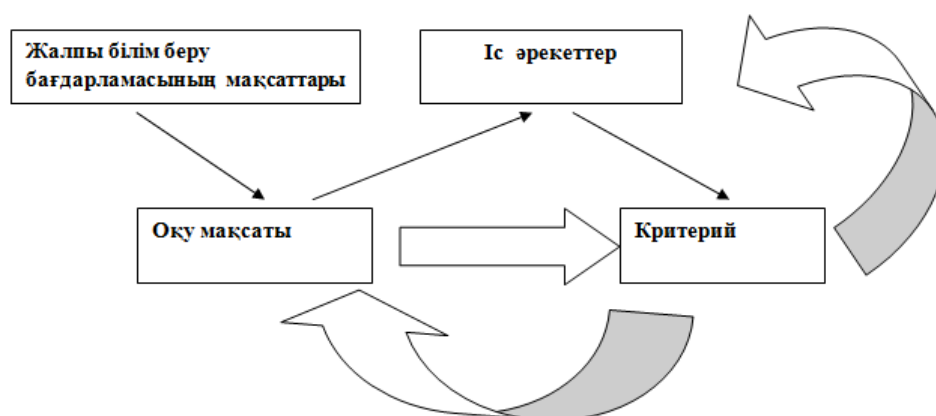 Жалпы білім беру
бағдарламасының мақсаттары
Іс әрекеттер
Оқу мақсаты
Критерий